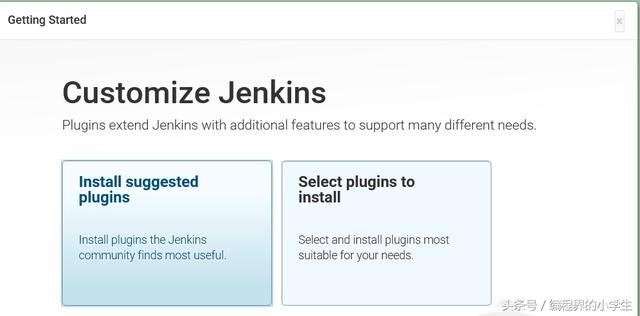 Getting Started
×
Customize Jenkins
Plugins extend Jenkins with additional features to support many different needs.
Install suggested
plugins
Install plugins the Jenkins
community finds most useful.
Select plugins to
install
Select and install plugins most
suitable for your needs.
头条号 / 编程界的小学生